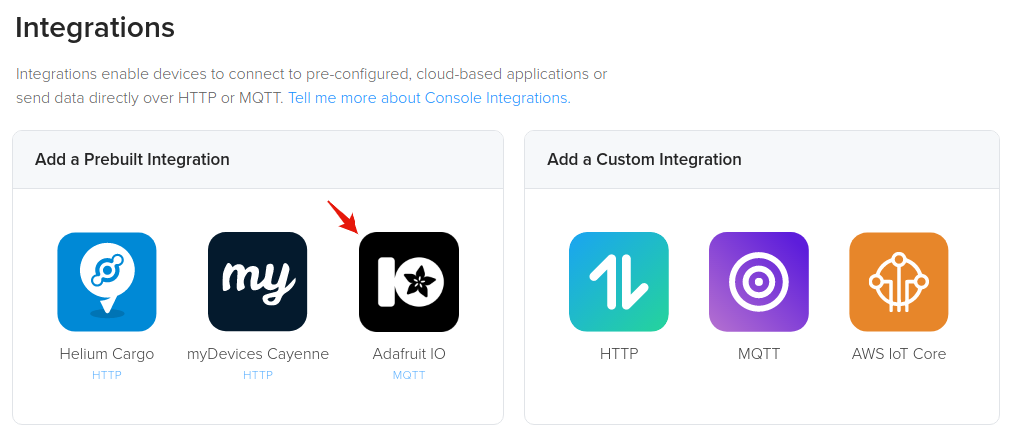 Integrations
Integrations enable devices to connect to pre-configured, cloud-based applications or
send data directly over HTTP or MQTT. Tell me more about Console Integrations.
Add a Prebuilt Integration
my
IO
Helium Cargo
HTTP
myDevices Cayenne
HTTP
Adafruit IO
MQTT
Add a Custom Integration
HTTP
MQTT
AWS IoT Core